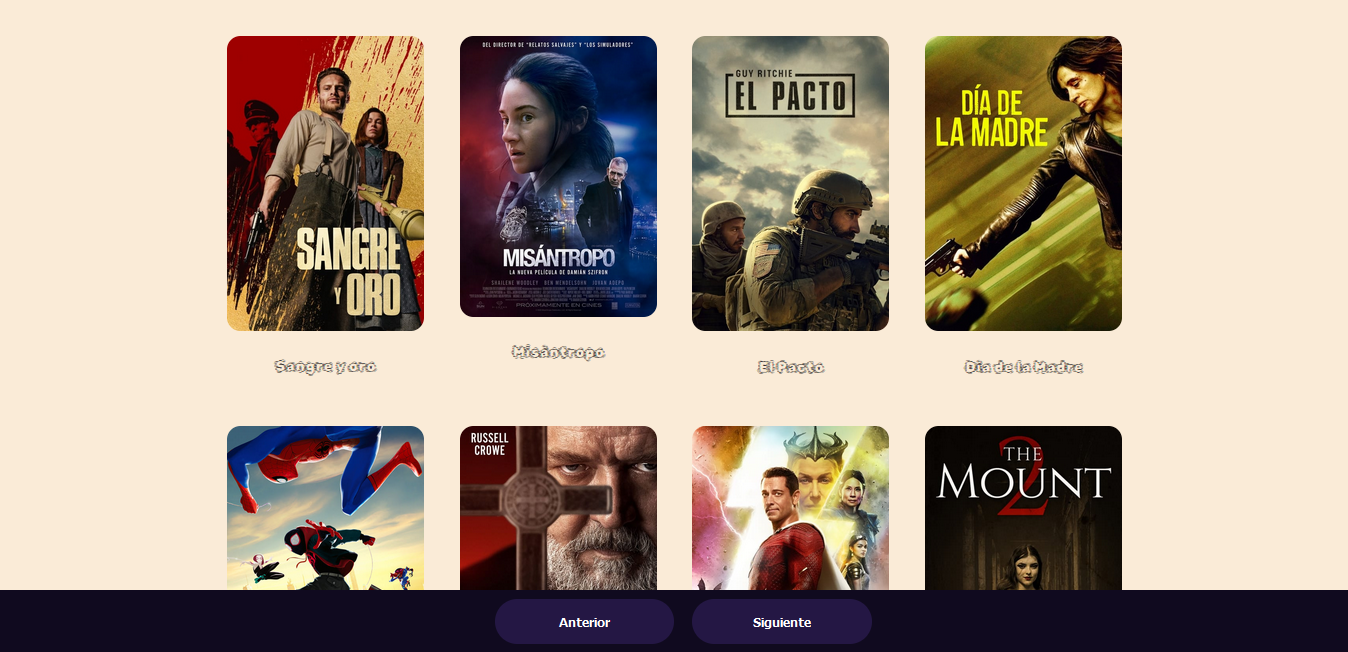 SANGRE
Y ORO
DEL DIRECTOR DE "RELATOS SALVAJES" Y "LOS SIMULADORES"
MISÁNTROPO
LA NUEVA PELÍCULA DE DAMIÁN SZIFRON
SHAILENE WOODLEY BEN MENDELSOHN JOVAN ADEPO
PRÓXIMAMENTE EN CINES
GUY RITCHIE
EL PACTO
DÍA DE
LA MADRE
Sangre y oro
Misántropo
El Pacto
Día de la Madre
RUSSELL
CROWE
THE
MOUNT
2
Anterior
Siguiente